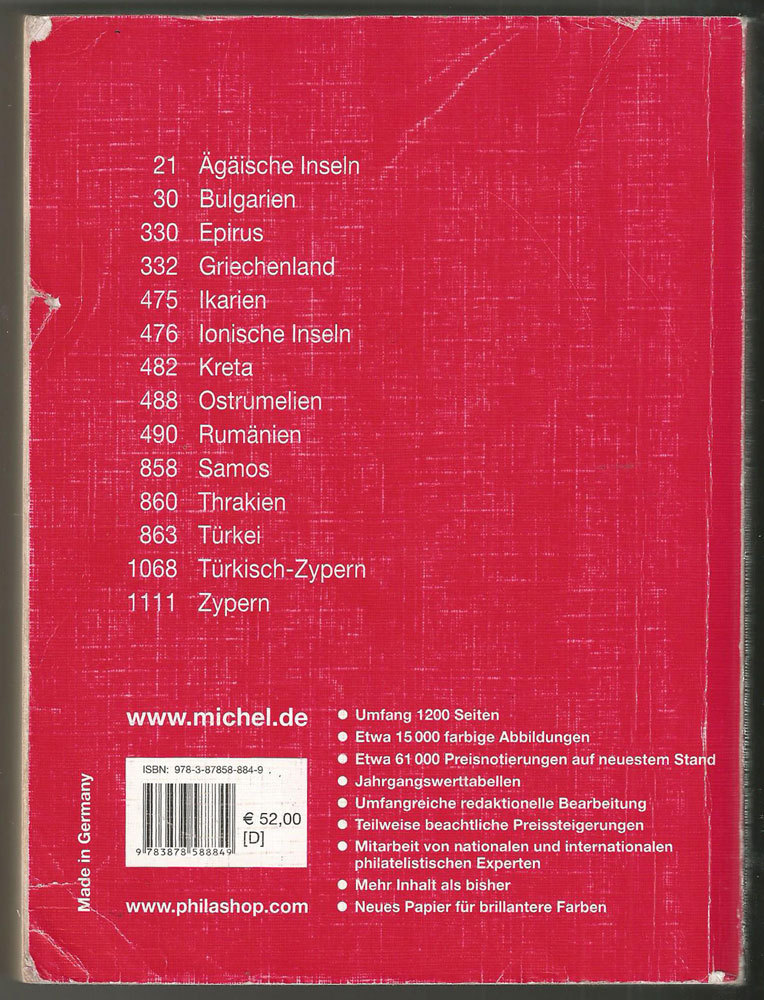 21 Ägäische Inseln
30 Bulgarien
330 Epirus
332 Griechenland
475 Ikarien
476 Ionische Inseln
482 Kreta
488 Ostrumelien
490 Rumänien
858 Samos
860 Thrakien
863 Türkei
1068 Türkisch-Zypern
1111 Zypern
www.michel.de
ISBN: 978-3-87858-884-9
€ 52,00
[D]
9 783878 588849
www.philashop.com
Made in Germany
● Umfang 1200 Seiten
● Etwa 15 000 farbige Abbildungen
● Etwa 61 000 Preisnotierungen auf neuestem Stand
● Jahrgangswerttabellen
● Umfangreiche redaktionelle Bearbeitung
● Teilweise beachtliche Preissteigerungen
● Mitarbeit von nationalen und internationalen
philatelistischen Experten
● Mehr Inhalt als bisher
● Neues Papier für brillantere Farben